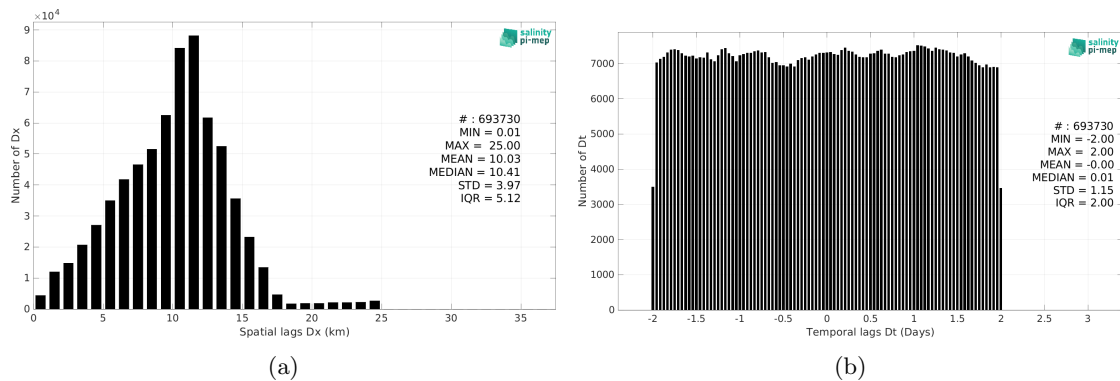 ×10⁴
9
8
7
6
5
4
3
2
1
0
Number of Dx
0 5 10 15 20 25 30 35
Spatial lags Dx (km)
salinity
pi-mep
# : 693730
MIN = 0.01
MAX = 25.00
MEAN = 10.03
MEDIAN = 10.41
STD = 3.97
IQR = 5.12
(a)
7000
6000
5000
4000
3000
2000
1000
0
Number of Dt
-2 -1.5 -1 -0.5 0 0.5 1 1.5 2 2.5 3
Temporal lags Dt (Days)
salinity
pi-mep
# : 693730
MIN = -2.00
MAX = 2.00
MEAN = -0.00
MEDIAN = 0.01
STD = 1.15
IQR = 2.00
(b)